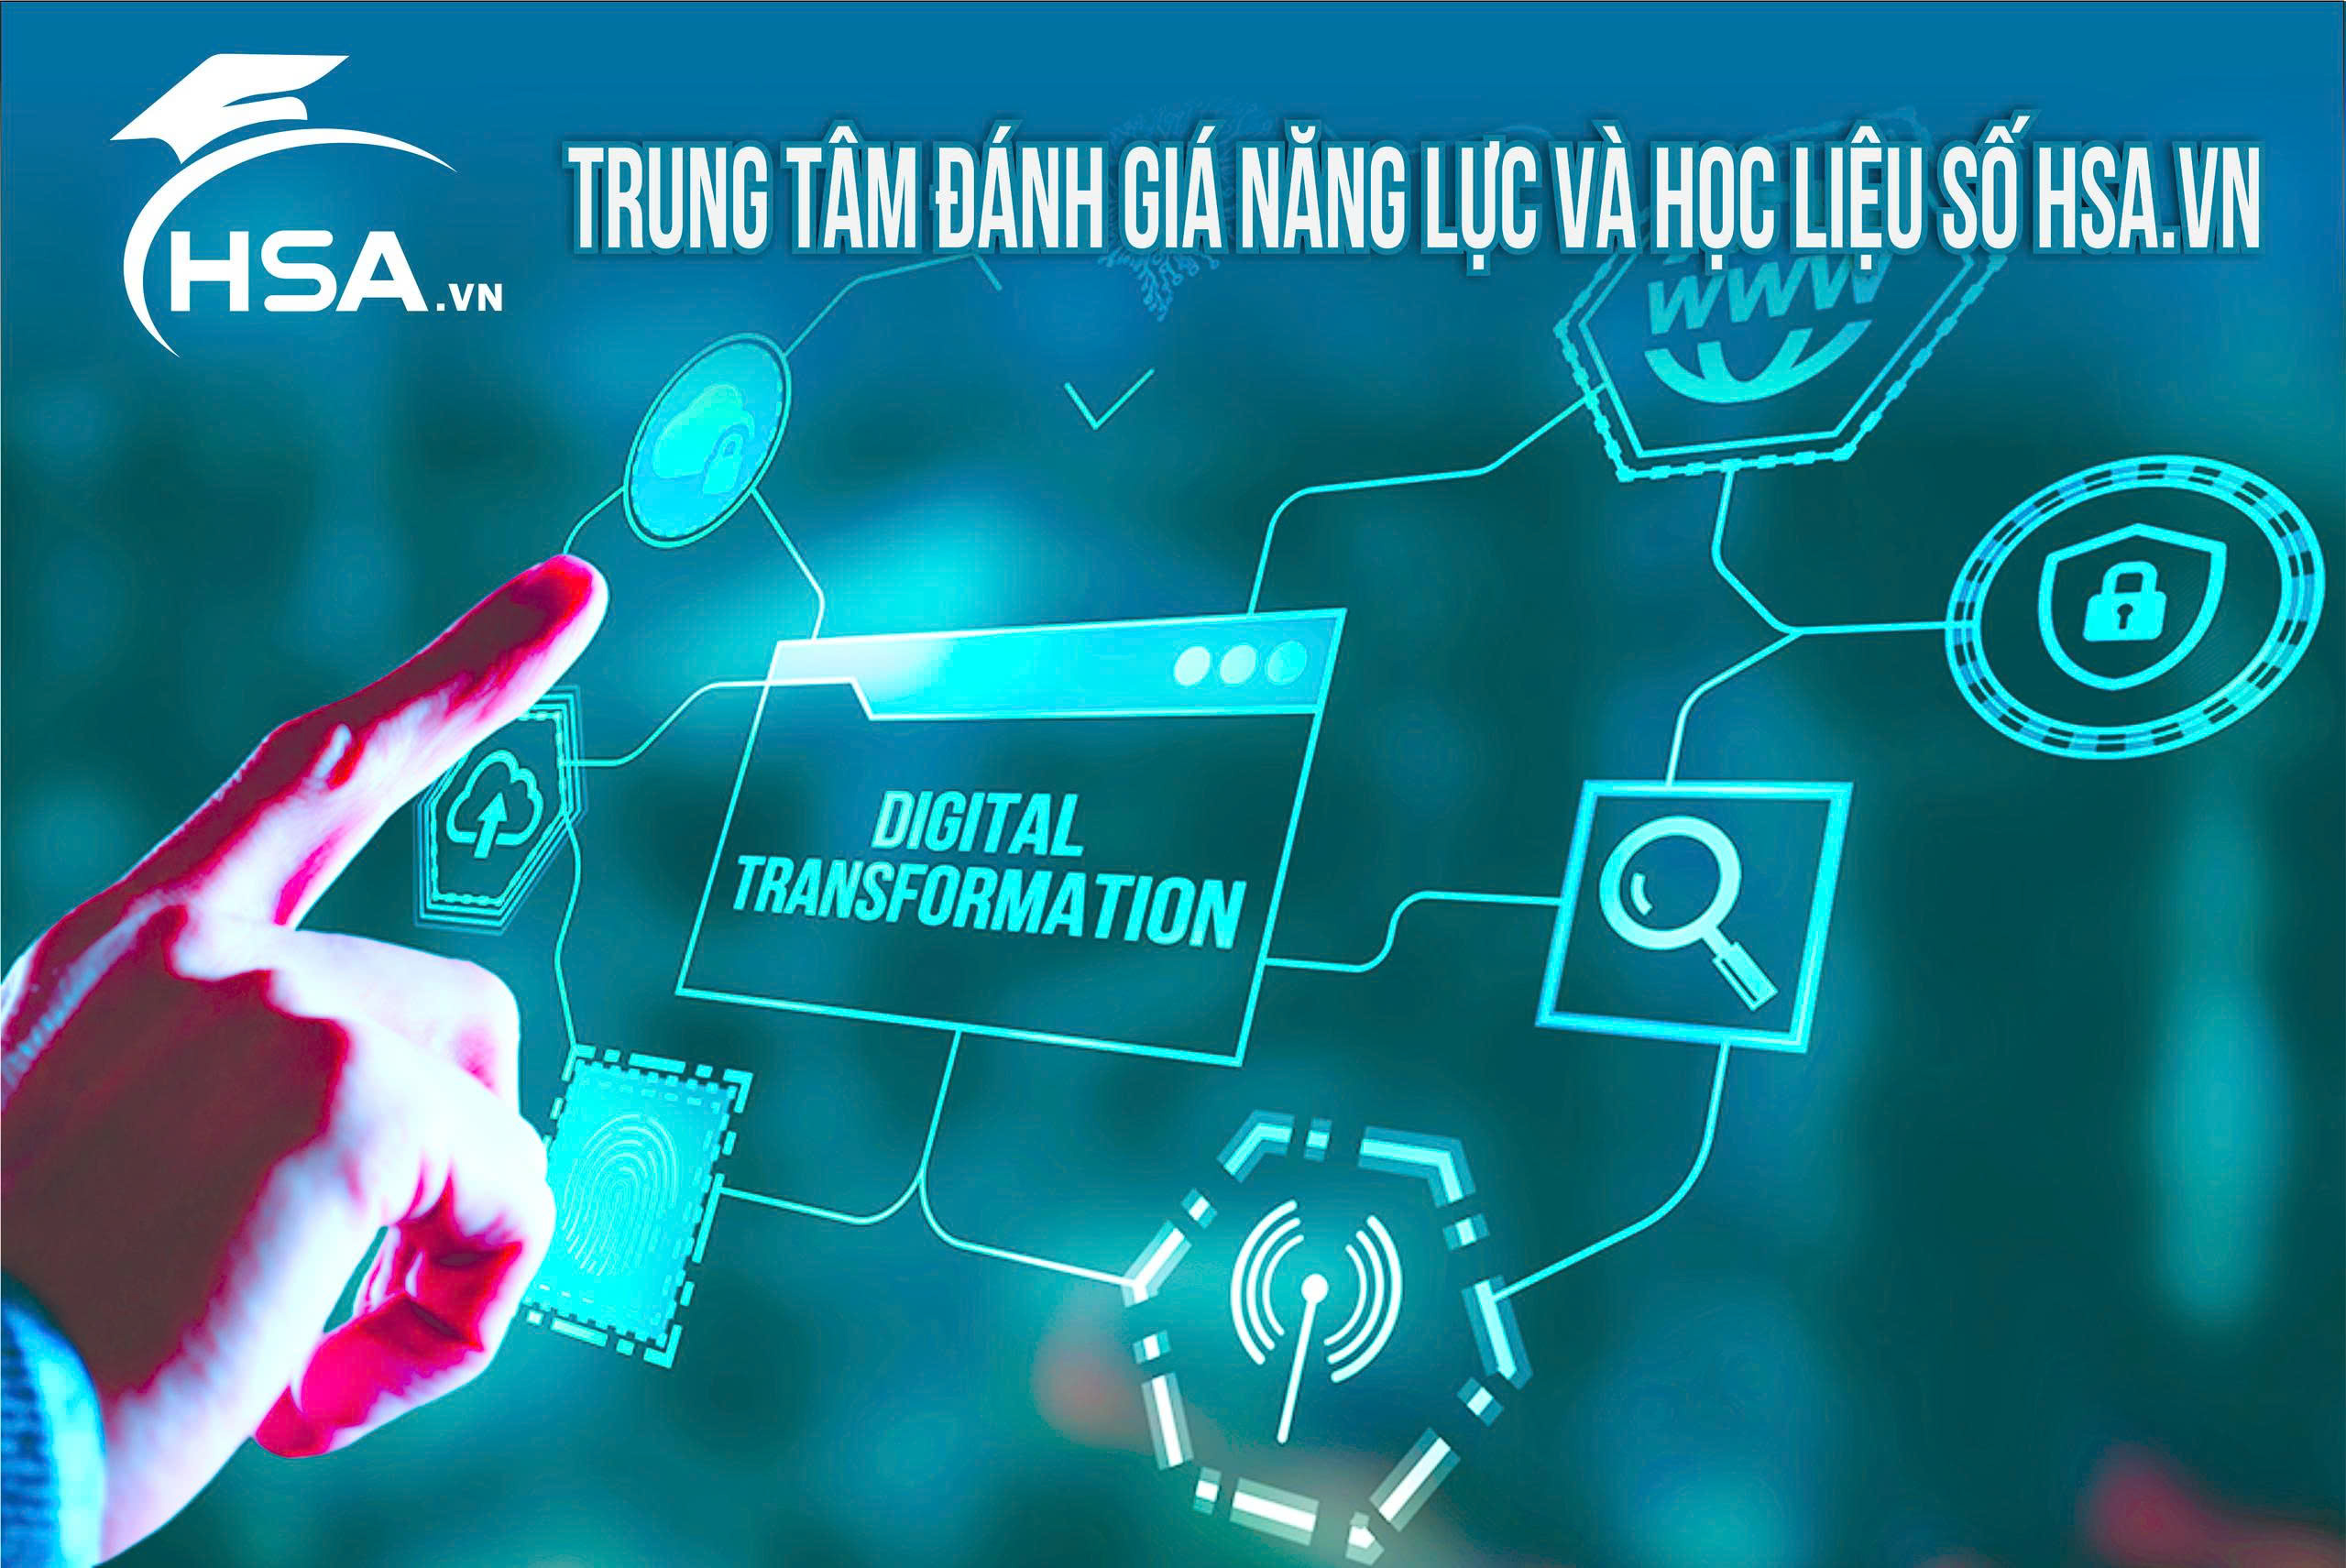 HSA.VN
TRUNG TÂM ĐÁNH GIÁ NĂNG LỰC VÀ HỌC LIỆU SỐ HSA.VN
WWW
DIGITAL
TRANSFORMATION